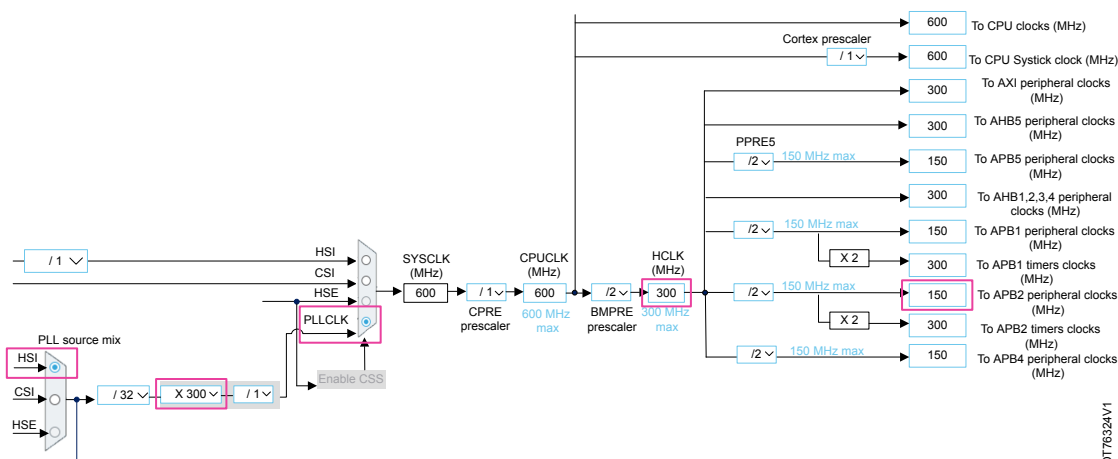 600
To CPU clocks (MHz)
Cortex prescaler
/ 1
600
To CPU Systick clock (MHz)
300
To AXI peripheral clocks
(MHz)
300
To AHB5 peripheral clocks
(MHz)
PPRE5
/2
150 MHz max
150
To APB5 peripheral clocks
(MHz)
300
To AHB1,2,3,4 peripheral
clocks (MHz)
/2
150 MHz max
150
To APB1 peripheral clocks
(MHz)
X 2
300
To APB1 timers clocks
(MHz)
/2
150 MHz max
150
To APB2 peripheral clocks
(MHz)
X 2
300
To APB2 timers clocks
(MHz)
/2
150 MHz max
150
To APB4 peripheral clocks
(MHz)
/ 1
HSI
CSI
HSE
PLLCLK
SYSCLK
(MHz)
600
/ 1
CPRE
prescaler
CPUCLK
(MHz)
600
600 MHz
max
/2
BMPRE
prescaler
HCLK
(MHz)
300
300 MHz
max
Enable CSS
PLL source mix
HSI
CSI
HSE
/ 32
X 300
/ 1